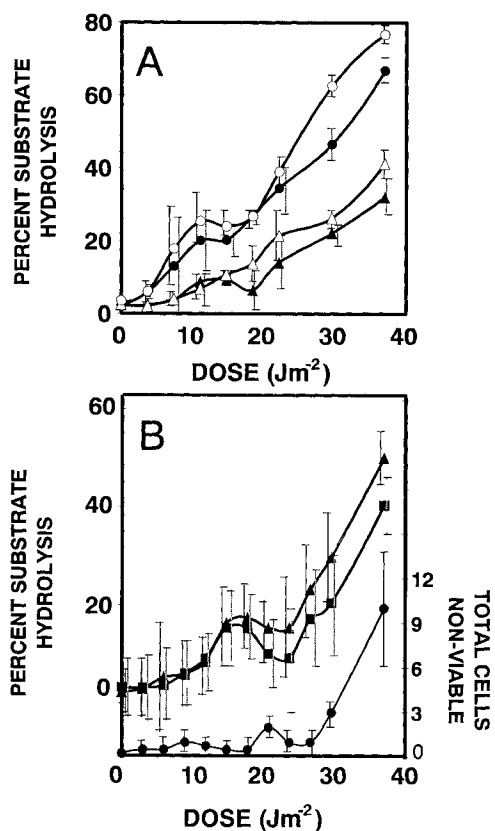 A
PERCENT SUBSTRATE
HYDROLYSIS
80
60
40
20
0
0 10 20 30 40
DOSE (Jm-2)
B
PERCENT SUBSTRATE
HYDROLYSIS
60
40
20
0
12
9
6
3
0
TOTAL CELLS
NON-VIABLE
0 10 20 30 40
DOSE (Jm-2)